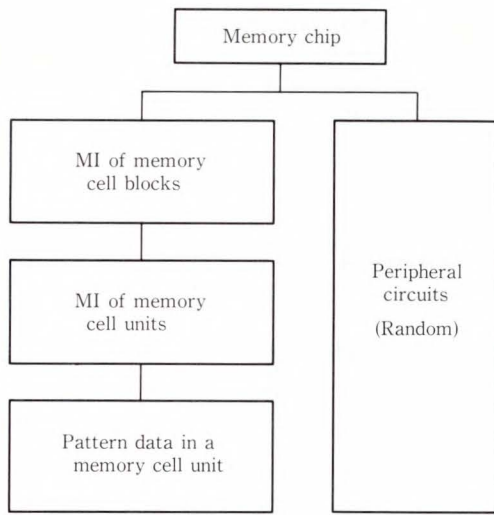 Memory chip
MI of memory
cell blocks
MI of memory
cell units
Pattern data in a
memory cell unit
Peripheral
circuits
(Random)